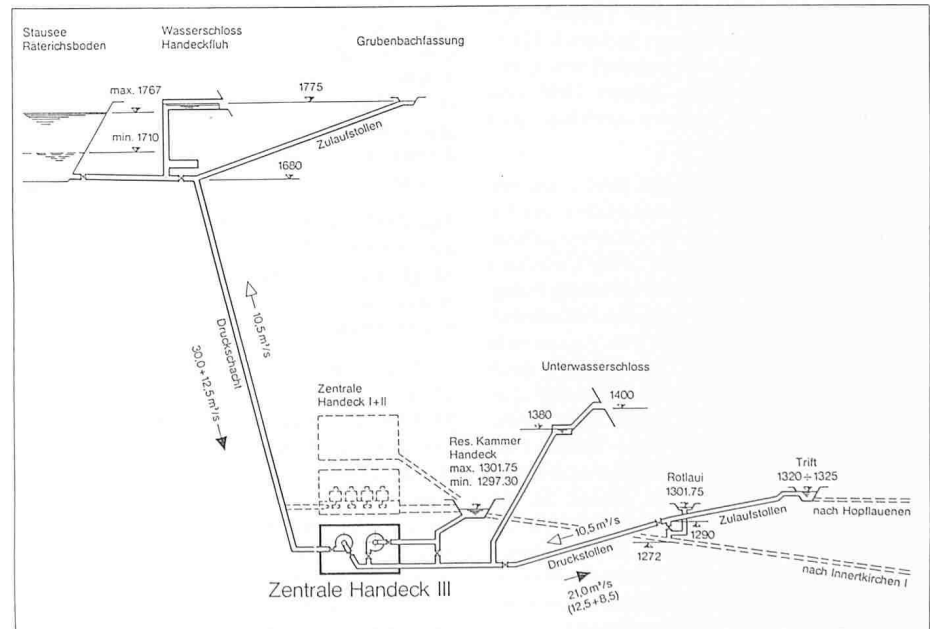 Stausee
Räterichsboden
Wasserschloss
Handeckfluh
Grubenbachfassung
max. 1767
1775
min. 1710
Zulaufstollen
1680
10,5 m³/s
Druckschacht
30,0 + 12,5 m³/s
Unterwasserschloss
Zentrale
Handeck I+II
1380
1400
Res. Kammer
Handeck
max. 1301.75
min. 1297.30
Rotlaui
1301.75
Trift
1320 ÷ 1325
Zulaufstollen
nach Hopflauenen
10,5 m³/s
1290
Druckstollen
1272
nach Innertkirchen I
21,0 m³/s
(12,5 + 8,5)
Zentrale Handeck III